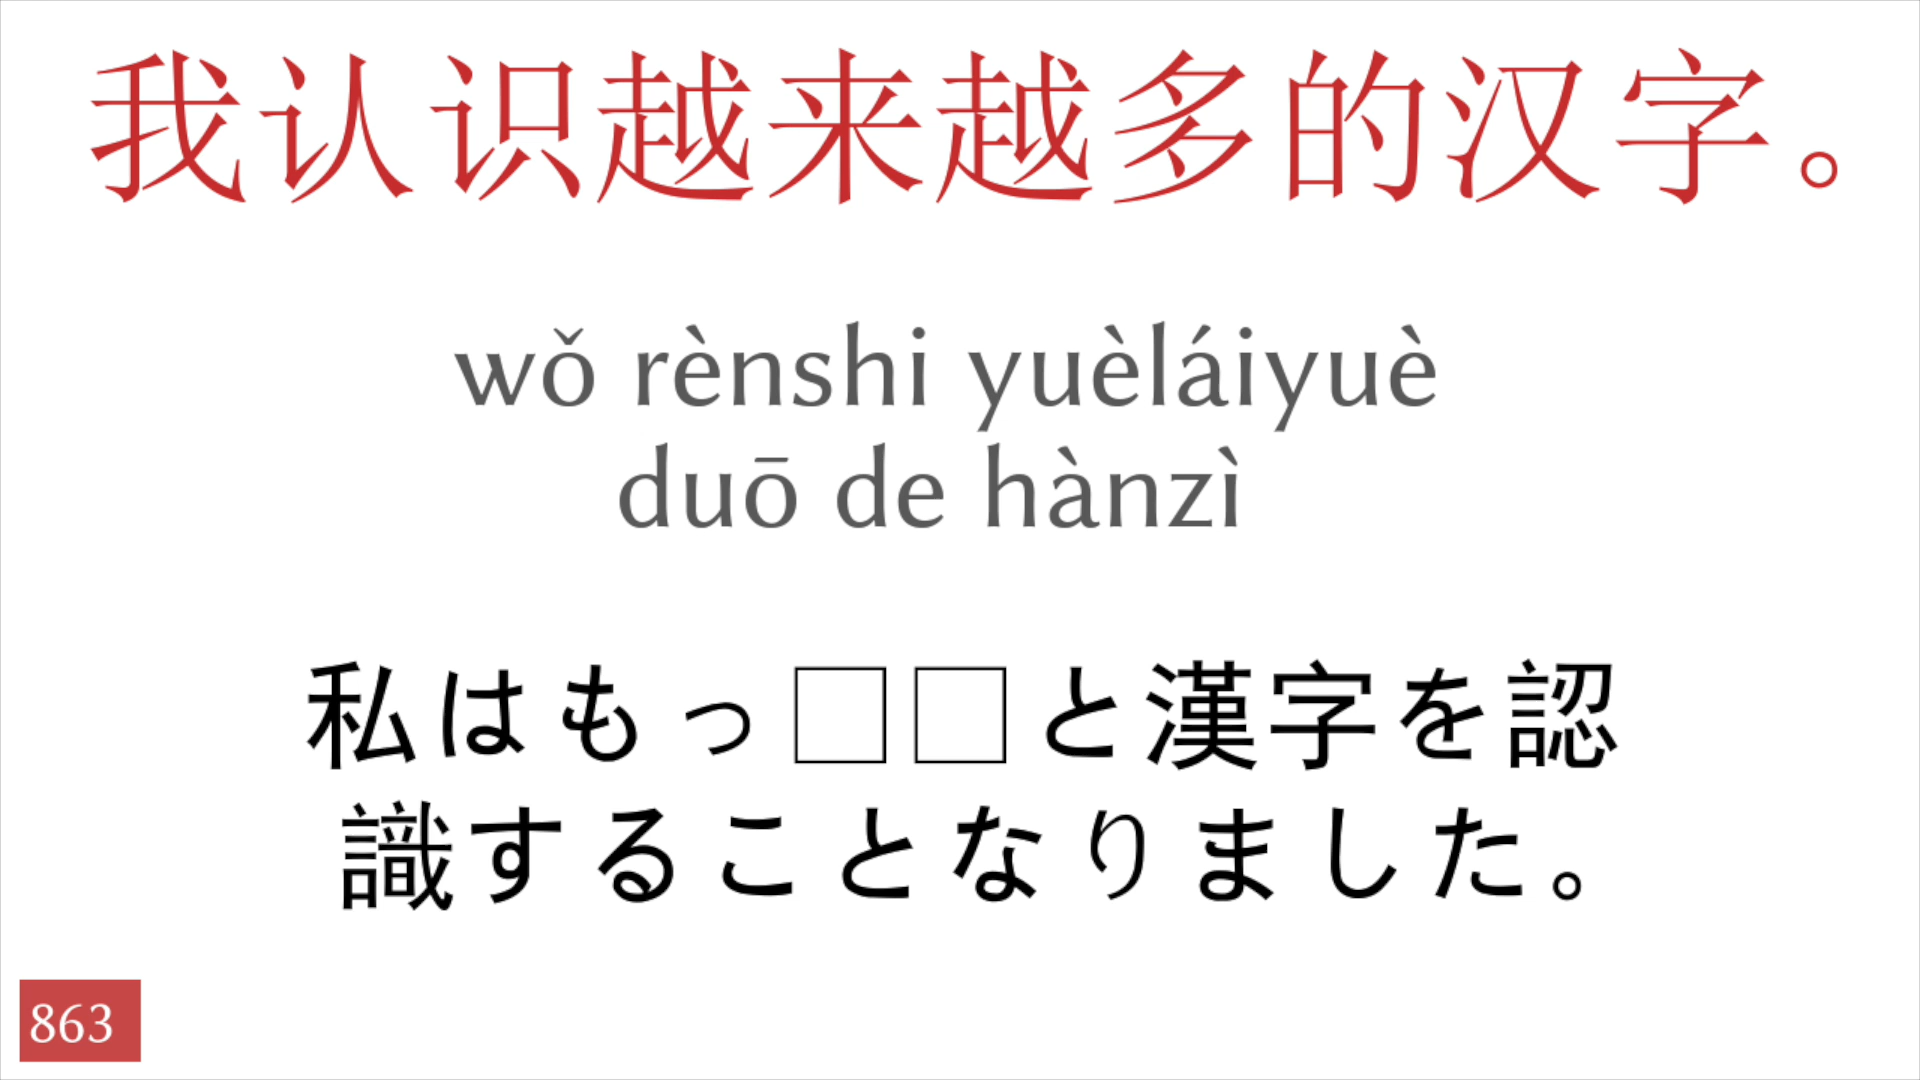 我认识越来越多的汉字。
wǒ rènshi yuèláiyuè
duō de hànzì
私はもっ□□と漢字を認
識することなりました。
863